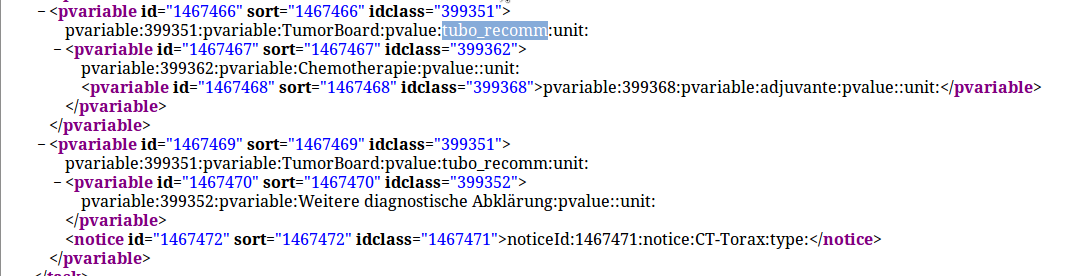 − <pvariable id="1467466" sort="1467466" idclass="399351">
pvariable:399351:pvariable:TumorBoard:pvalue:tubo_recomm:unit:
− <pvariable id="1467467" sort="1467467" idclass="399362">
pvariable:399362:pvariable:Chemotherapie:pvalue::unit:
<pvariable id="1467468" sort="1467468" idclass="399368">pvariable:399368:pvariable:adjuvante:pvalue::unit:</pvariable>
</pvariable>
</pvariable>
− <pvariable id="1467469" sort="1467469" idclass="399351">
pvariable:399351:pvariable:TumorBoard:pvalue:tubo_recomm:unit:
− <pvariable id="1467470" sort="1467470" idclass="399352">
pvariable:399352:pvariable:Weitere diagnostische Abklärung:pvalue::unit:
</pvariable>
<notice id="1467472" sort="1467472" idclass="1467471">noticeId:1467471:notice:CT-Torax:type:</notice>
</pvariable>